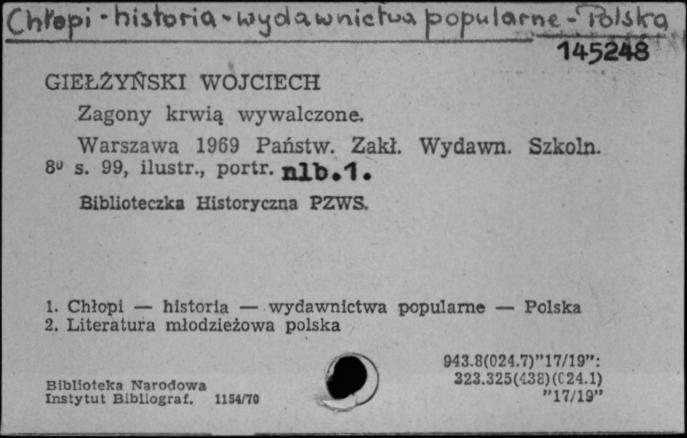 Chłopi - historia - wydawnictwa popularne - Polska
145248
GIEŁŻYŃSKI WOJCIECH
Zagony krwią wywalczone.
Warszawa 1969 Państw. Zakł. Wydawn. Szkoln.
8⁰ s. 99, ilustr., portr. nlb.1.
Biblioteczka Historyczna PZWS.
1. Chłopi — historia — wydawnictwa popularne — Polska
2. Literatura młodzieżowa polska
943.8(024.7)"17/19":
323.325(438)(024.1)
"17/19"
Biblioteka Narodowa
Instytut Bibliograf. 1154/70